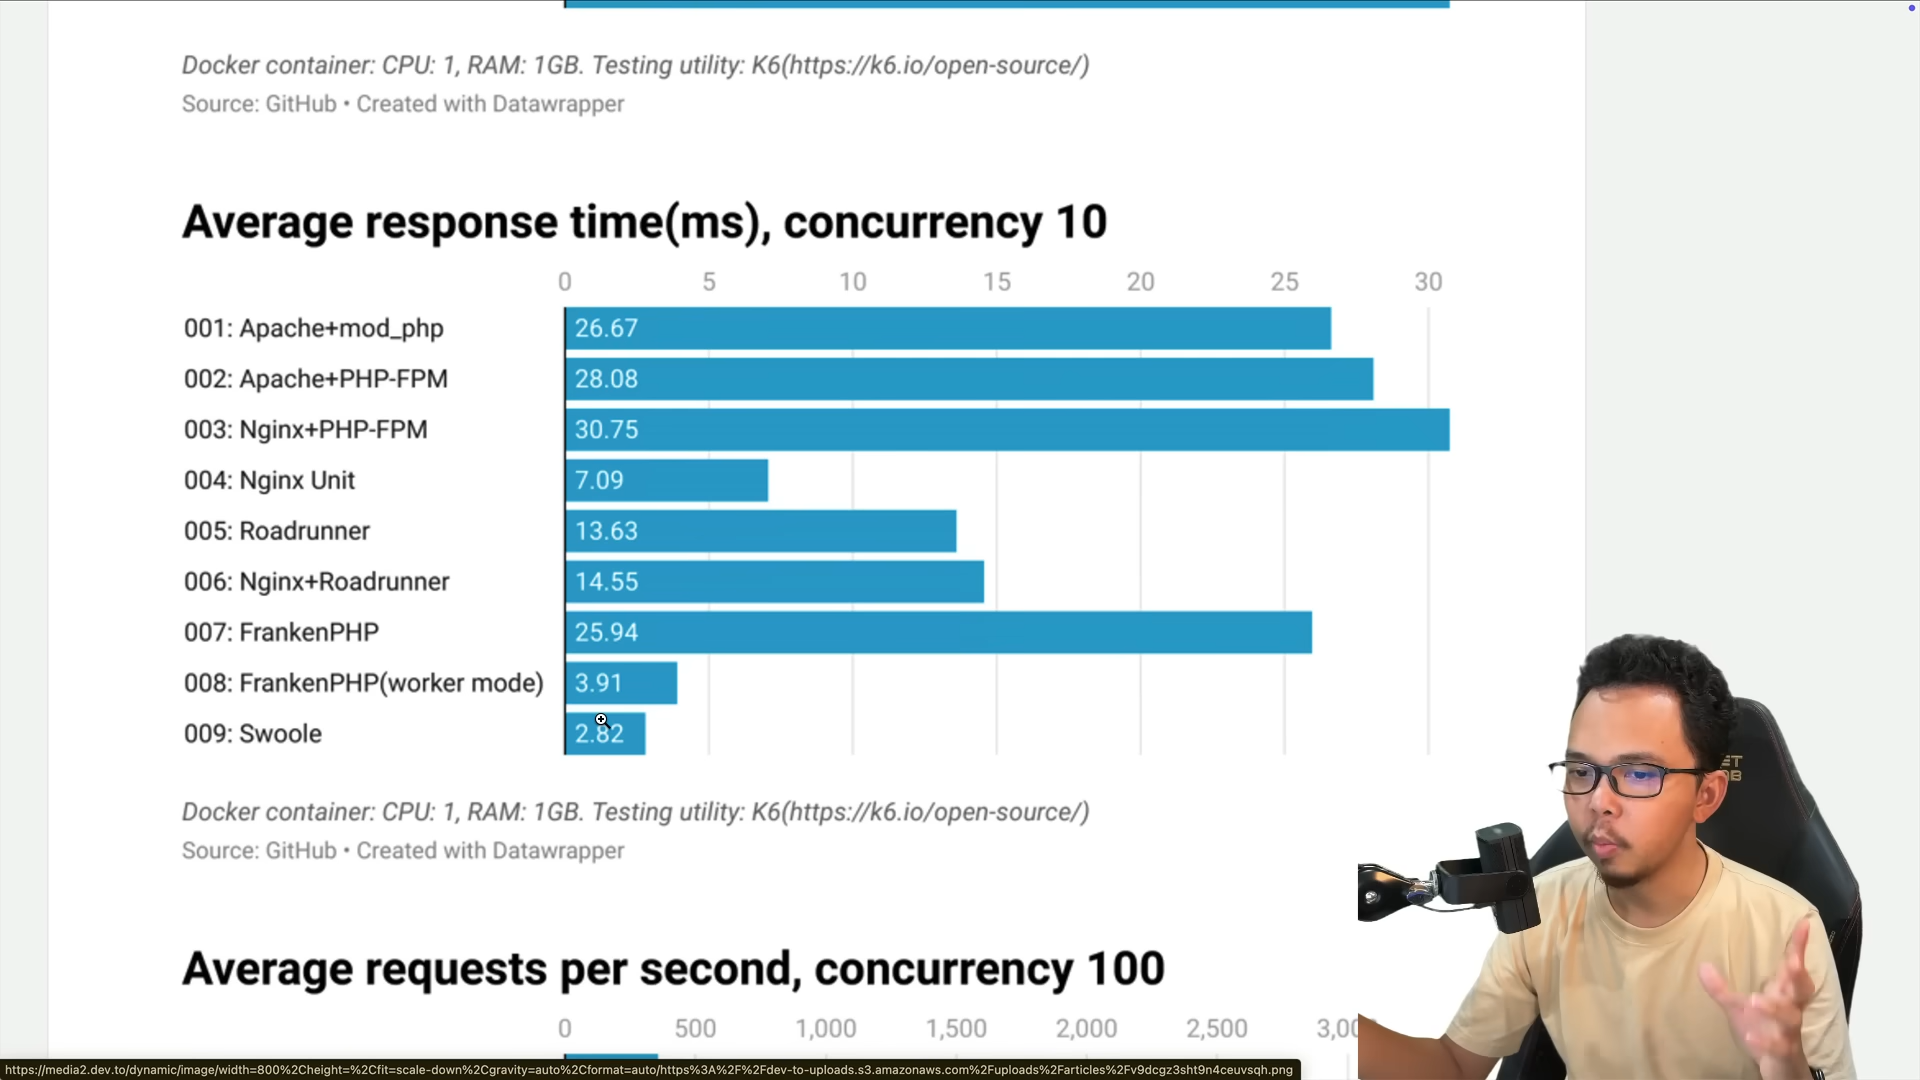 Docker container: CPU: 1, RAM: 1GB. Testing utility: K6(https://k6.io/open-source/)
Source: GitHub • Created with Datawrapper
Average response time(ms), concurrency 10
0 5 10 15 20 25 30
001: Apache+mod_php 26.67
002: Apache+PHP-FPM 28.08
003: Nginx+PHP-FPM 30.75
004: Nginx Unit 7.09
005: Roadrunner 13.63
006: Nginx+Roadrunner 14.55
007: FrankenPHP 25.94
008: FrankenPHP(worker mode) 3.91
009: Swoole 2.82
Docker container: CPU: 1, RAM: 1GB. Testing utility: K6(https://k6.io/open-source/)
Source: GitHub • Created with Datawrapper
Average requests per second, concurrency 100
0 500 1,000 1,500 2,000 2,500
https://media2.dev.to/dynamic/image/width=800%2Cheight=%2Cfit=scale-down%2Cgravity=auto%2Cformat=auto/https%3A%2F%2Fdev-to-uploads.s3.amazonaws.com%2Fuploads%2Farticles%2Fv9dcgz3sht9n4ceuvsqh.png